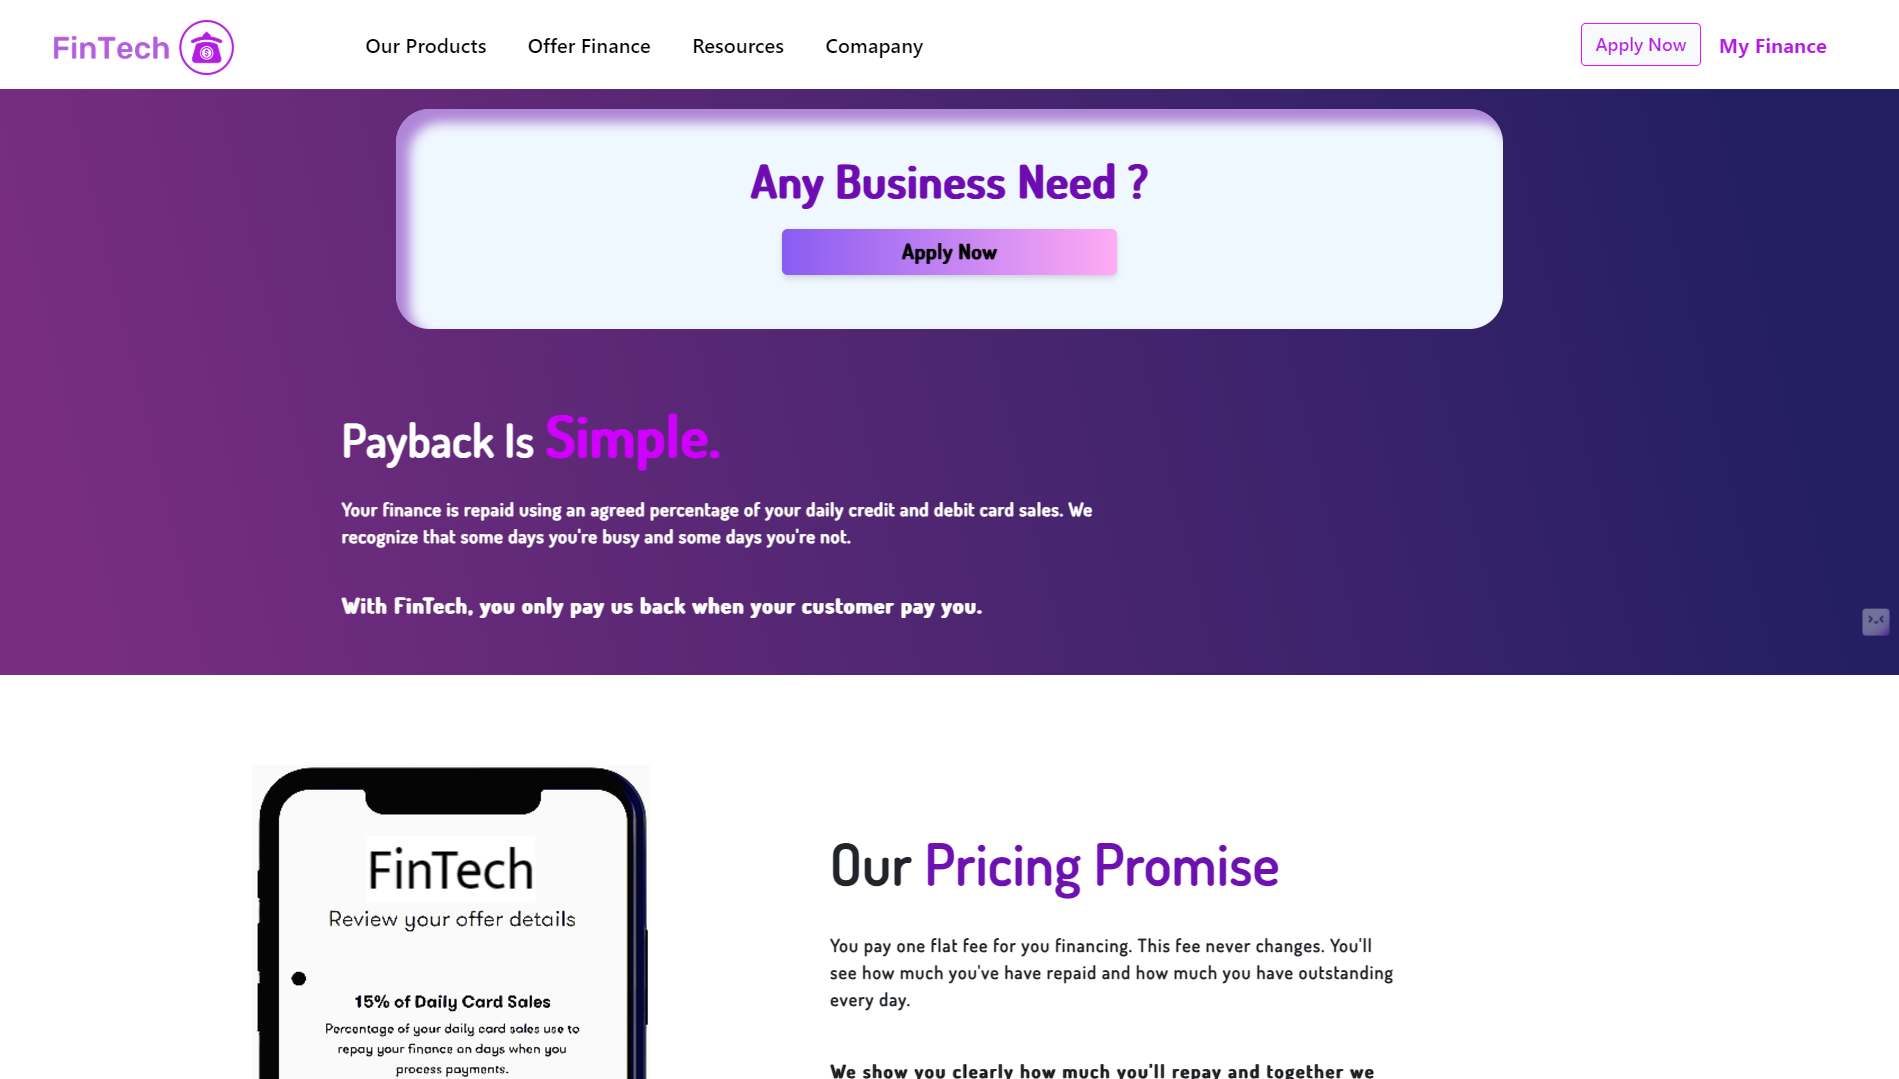 FinTech
Our Products
Offer Finance
Resources
Comapany
Apply Now
My Finance
Any Business Need ?
Apply Now
Payback Is Simple.
Your finance is repaid using an agreed percentage of your daily credit and debit card sales. We
recognize that some days you're busy and some days you're not.
With FinTech, you only pay us back when your customer pay you.
FinTech
Review your offer details
15% of Daily Card Sales
Percentage of your daily card sales use to
repay your finance on days when you
process payments.
Our Pricing Promise
You pay one flat fee for you financing. This fee never changes. You'll
see how much you've have repaid and how much you have outstanding
every day.
We show you clearly how much you'll repay and together we